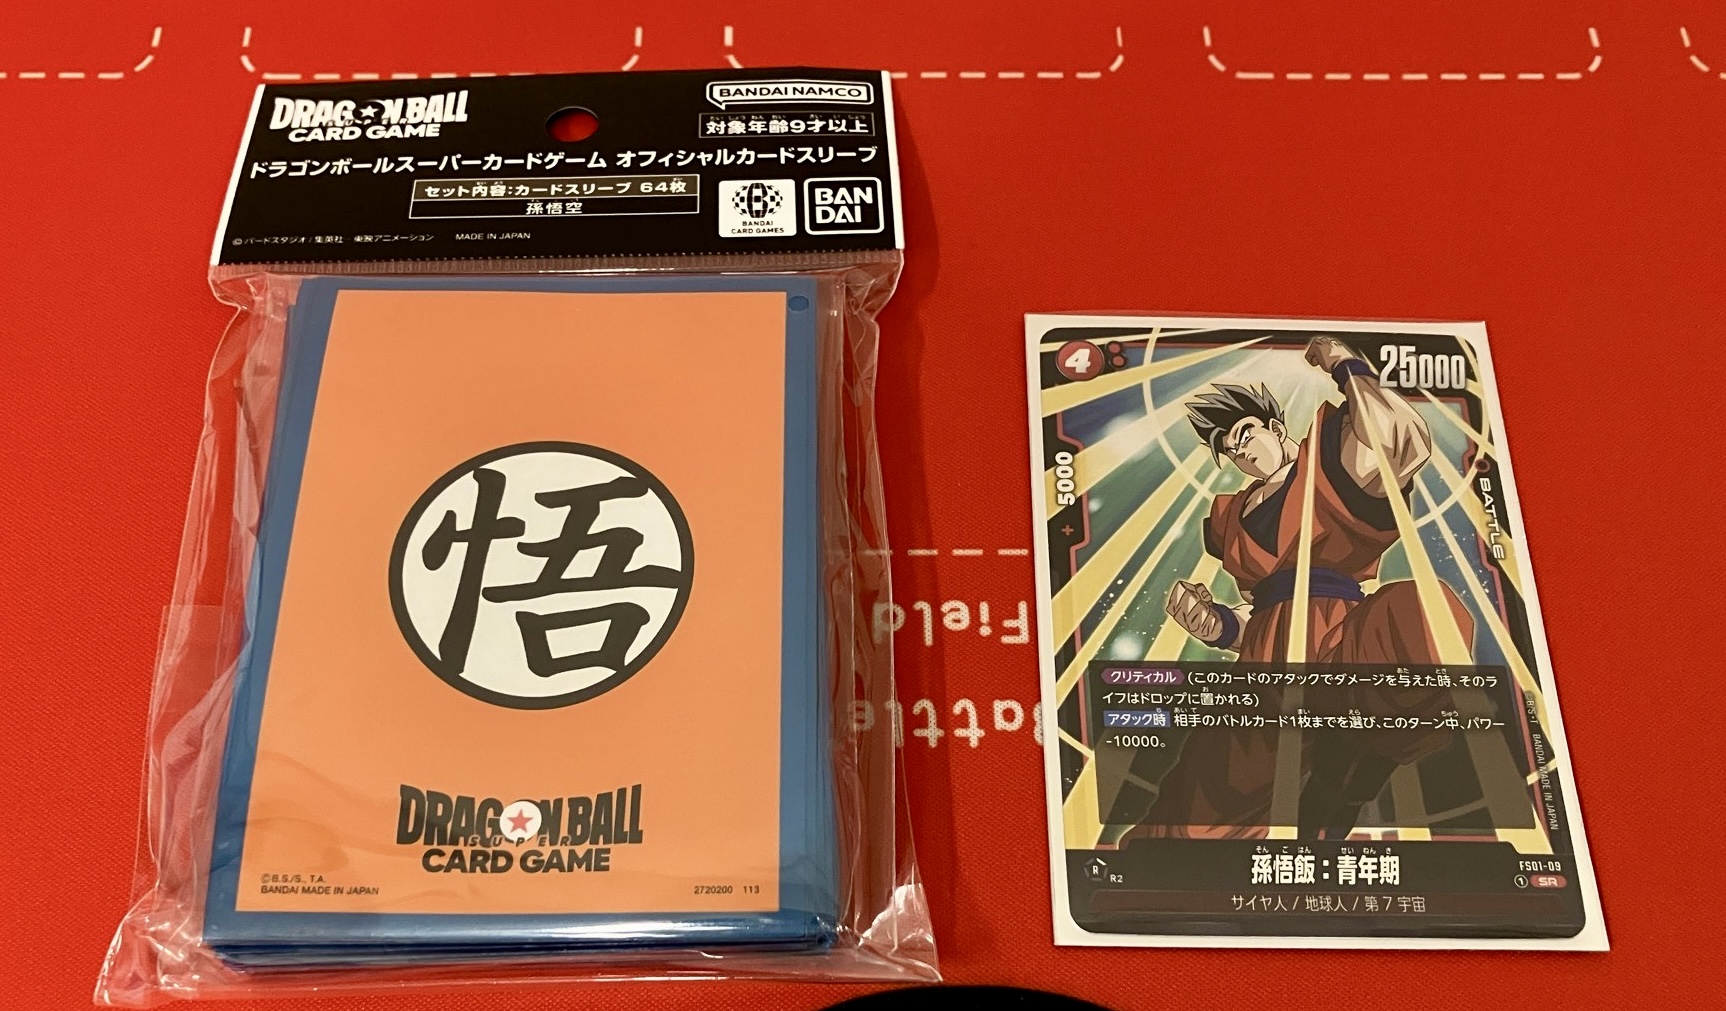 DRAGON BALL
SUPER
CARD GAME
BANDAI NAMCO
対象年齢9才以上
ドラゴンボールスーパーカードゲーム オフィシャルカードスリーブ
セット内容:カードスリーブ 64枚
孫悟空
BANDAI
CARD GAMES
BAN
DAI
©バードスタジオ/集英社・東映アニメーション MADE IN JAPAN
悟
DRAGON BALL
SUPER
CARD GAME
©B.S./S., T.A.
BANDAI MADE IN JAPAN
2720200 113
Field
Battle
4
25000
+ 5000
BATTLE
クリティカル (このカードのアタックでダメージを与えた時、そのラ
イフはドロップに置かれる)
アタック時 相手のバトルカード1枚までを選び、このターン中、パワー
-10000。
BANDAI MADE IN JAPAN
R R2
孫悟飯:青年期
FS01-09
1 SR
サイヤ人 / 地球人 / 第7宇宙